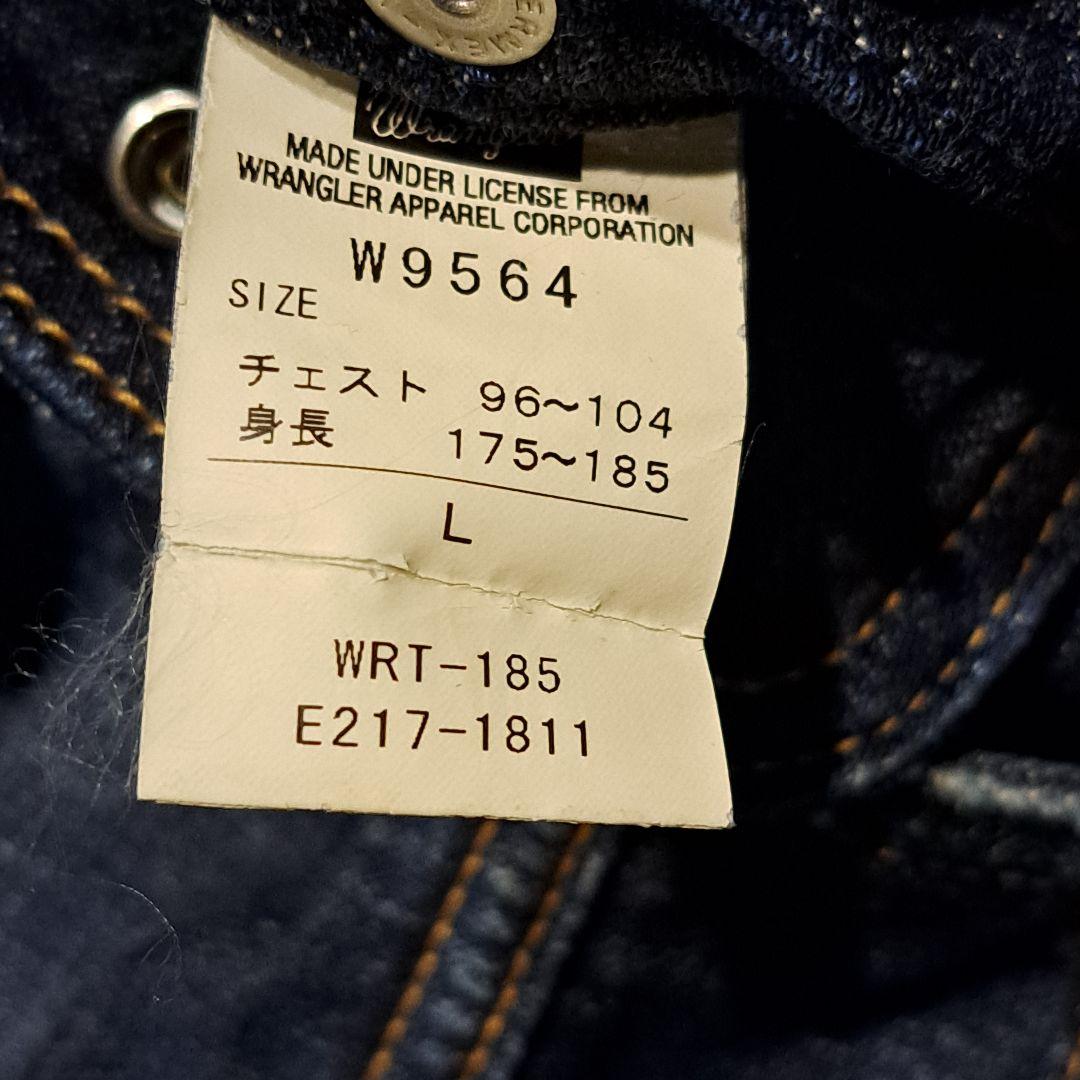 Wrangler
MADE UNDER LICENSE FROM
WRANGLER APPAREL CORPORATION
W9564
SIZE
チェスト 96~104
身長 175~185
L
WRT-185
E217-1811